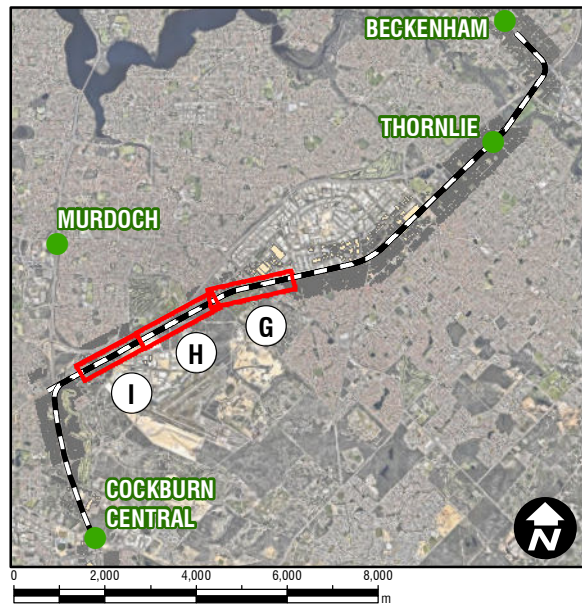 BECKENHAM
THORNLIE
MURDOCH
G
H
I
COCKBURN
CENTRAL
N
0 2,000 4,000 6,000 8,000
m